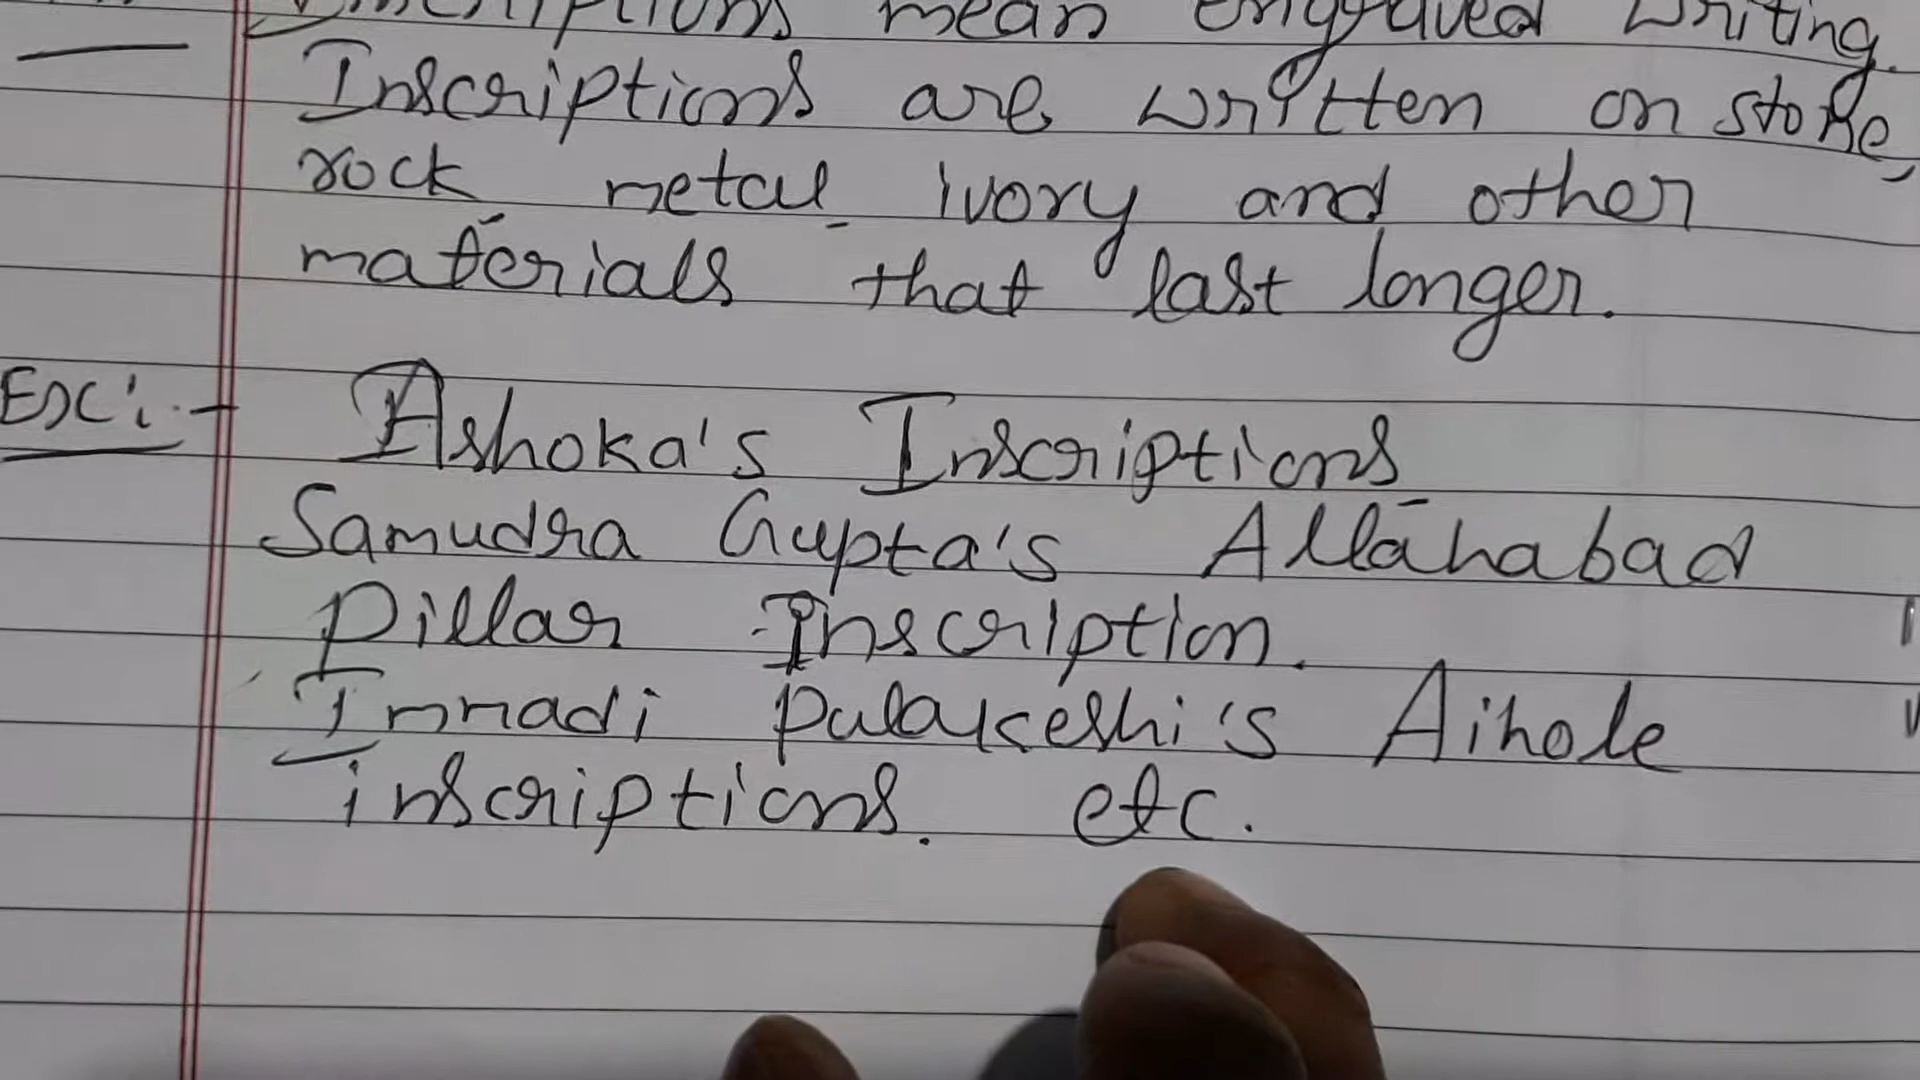 Inscriptions mean engraved writing.
Inscriptions are written on stone,
rock metal ivory and other
materials that last longer.
Ex:- Ashoka's Inscriptions
Samudra Gupta's Allahabad
Pillar Inscription.
Immadi Pulakeshi's Aihole
inscriptions. etc.